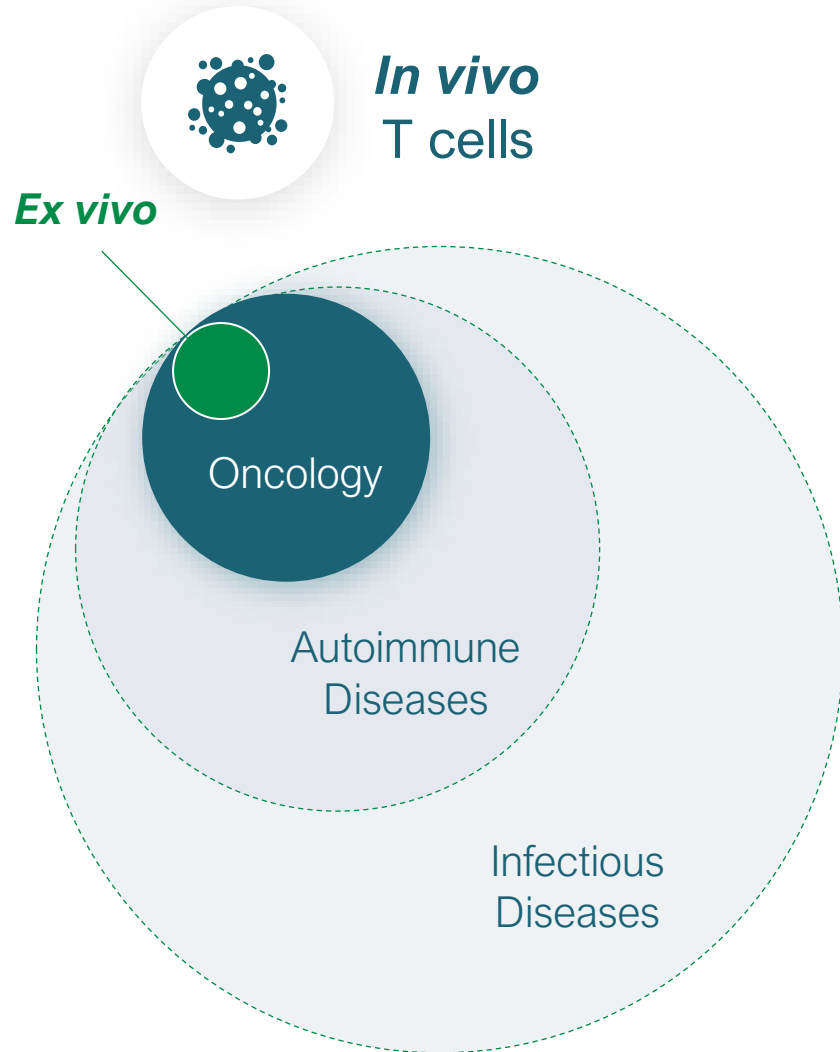 In vivo
T cells
Ex vivo
Oncology
Autoimmune
Diseases
Infectious
Diseases